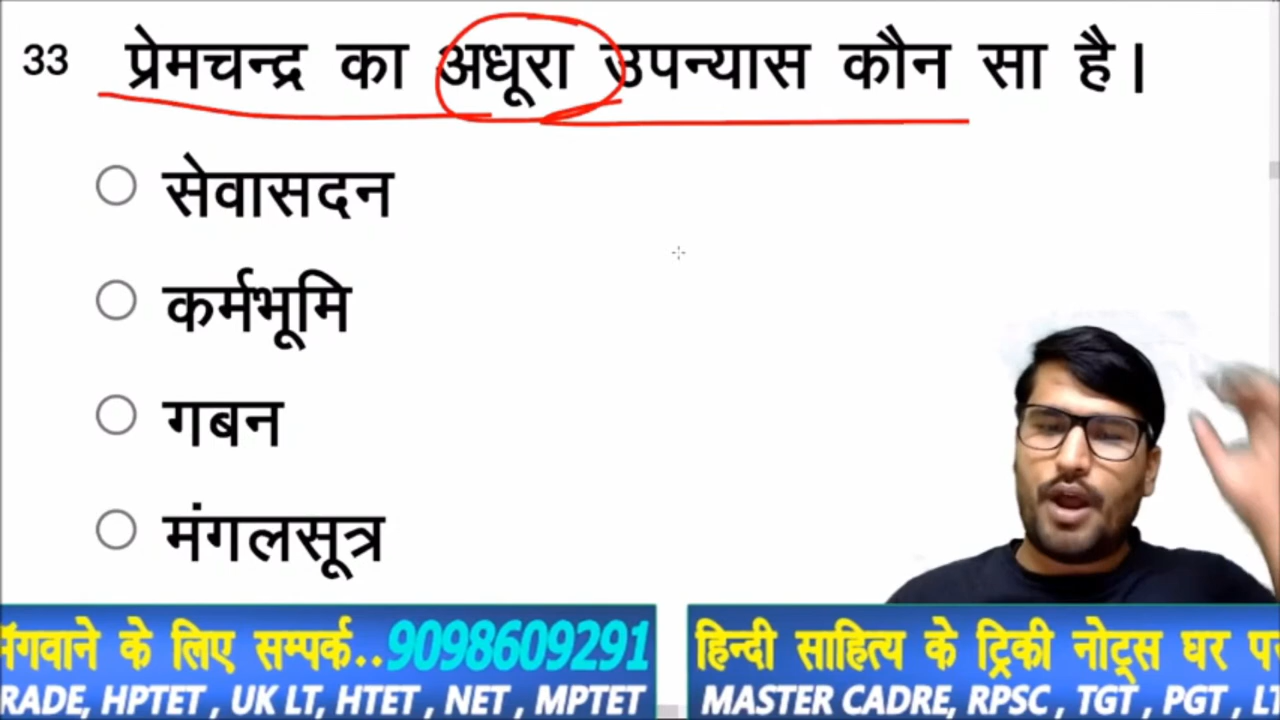 33 प्रेमचन्द्र का अधूरा उपन्यास कौन सा है।
सेवासदन
कर्मभूमि
गबन
मंगलसूत्र
के लिए सम्पर्क..9098609291
हिन्दी साहित्य के ट्रिकी नोट्स घर
RADE, HPTET , UK LT, HTET , NET , MPTET
MASTER CADRE, RPSC , TGT , PGT , LT